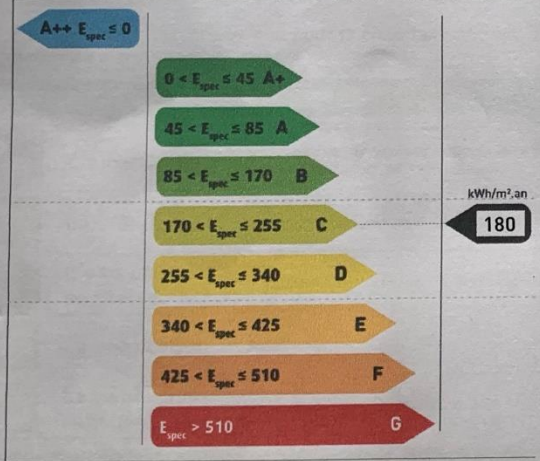 A++ Espec ≤ 0
0 < Espec ≤ 45 A+
45 < Espec ≤ 85 A
85 < Espec ≤ 170 B
kWh/m².an
170 < Espec ≤ 255 C
180
255 < Espec ≤ 340 D
340 < Espec ≤ 425 E
425 < Espec ≤ 510 F
Espec > 510 G